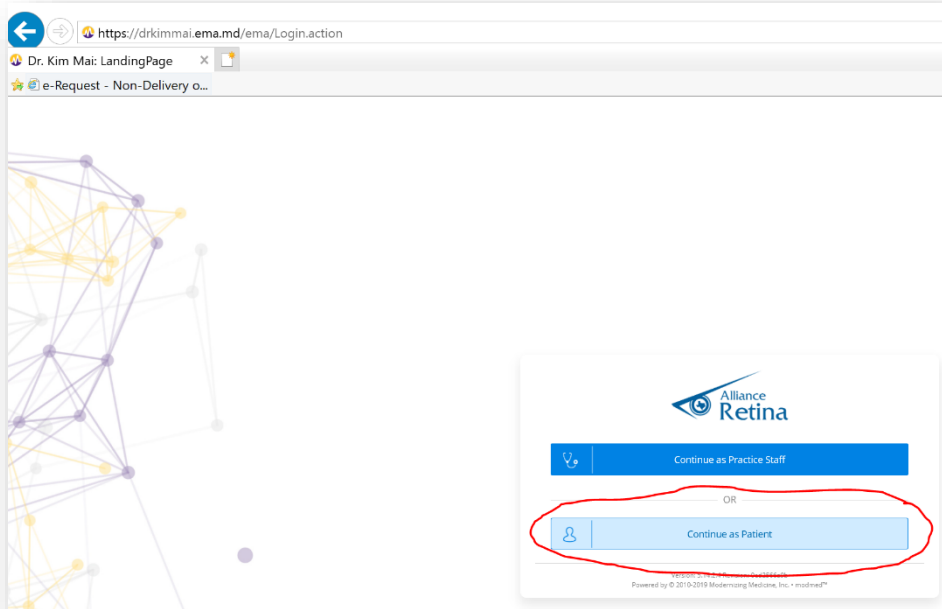 https://drkimmai.ema.md/ema/Login.action
Dr. Kim Mai: LandingPage
e-Request - Non-Delivery o...
Alliance
Retina
Continue as Practice Staff
OR
Continue as Patient
Powered by © 2010-2019 Modernizing Medicine, Inc. • modmed™